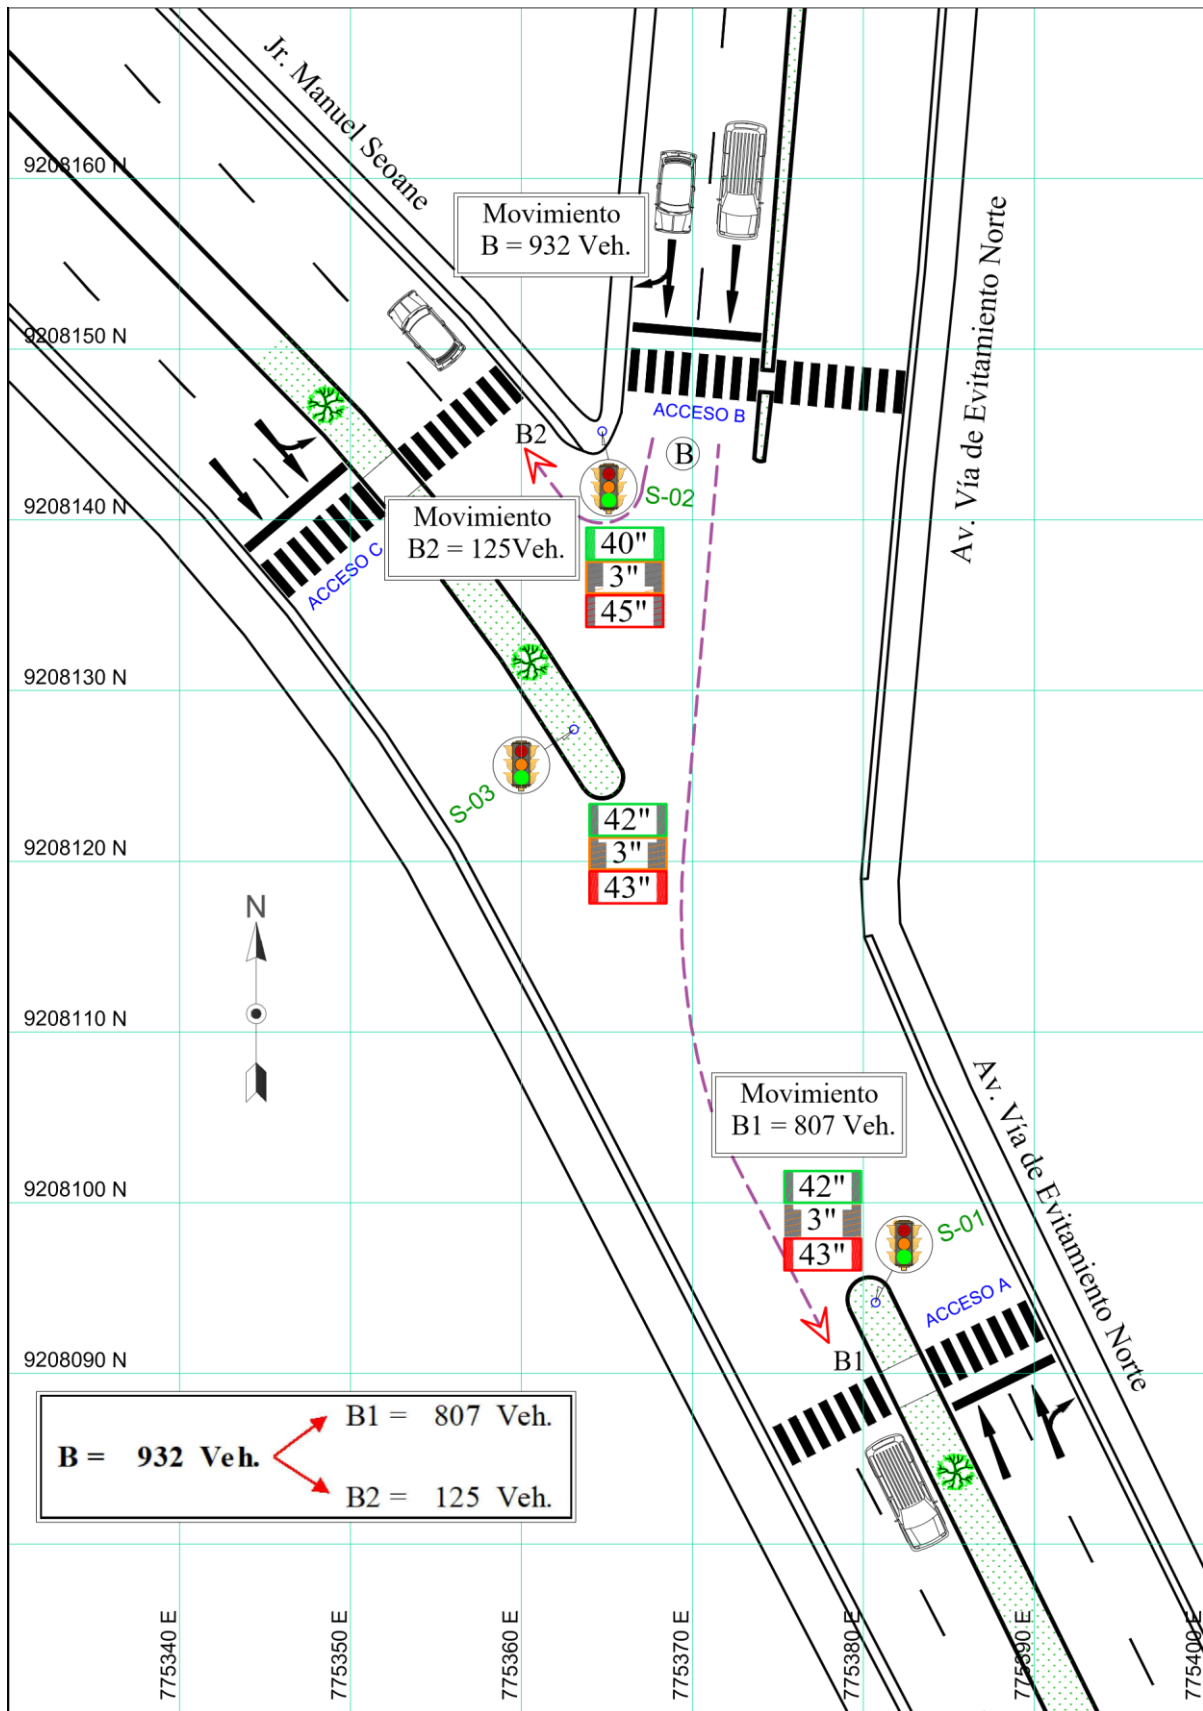 Jr. Manuel Seoane
9208160 N
Movimiento
B = 932 Veh.
Av. Vía de Evitamiento Norte
9208150 N
ACCESO B
B2
B
S-02
9208140 N
Movimiento
B2 = 125Veh.
40"
3"
45"
ACCESO C
9208130 N
S-03
42"
3"
43"
9208120 N
N
9208110 N
Av. Vía de Evitamiento Norte
Movimiento
B1 = 807 Veh.
9208100 N
42"
3"
43"
S-01
ACCESO A
B1
9208090 N
B1 = 807 Veh.
B = 932 Veh.
B2 = 125 Veh.
775340 E
775350 E
775360 E
775370 E
775380 E
775390 E
775400 E